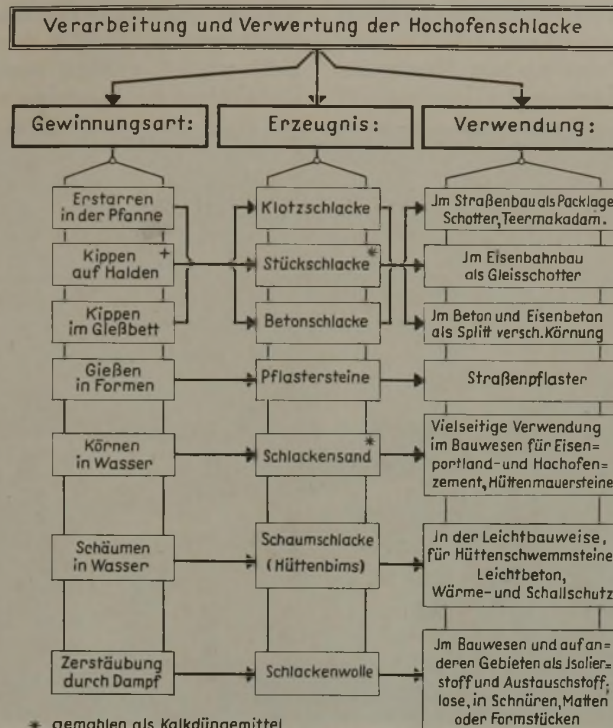 Verarbeitung und Verwertung der Hochofenschlacke
Gewinnungsart:
Erzeugnis:
Verwendung:
Erstarren
in der Pfanne
Klotzschlacke
Jm Straßenbau als Packlage
Schotter, Teermakadam.
Kippen +
auf Halden
Stückschlacke *
Jm Eisenbahnbau
als Gleisschotter
Kippen
im Gießbett
Betonschlacke
Jm Beton und Eisenbeton
als Splitt versch. Körnung
Gießen
in Formen
Pflastersteine
Straßenpflaster
Körnen
in Wasser
Schlackensand *
Vielseitige Verwendung
im Bauwesen für Eisen=
portland- und Hochofen=
zement, Hüttenmauersteine
Schäumen
in Wasser
Schaumschlacke
(Hüttenbims)
Jn der Leichtbauweise,
für Hüttenschwemmsteine
Leichtbeton,
Wärme- und Schallschutz
Zerstäubung
durch Dampf
Schlackenwolle
Jm Bauwesen und auf an=
deren Gebieten als Jsolier=
stoff und Austauschstoff;
lose, in Schnüren, Matten
oder Formstücken
* gemahlen als Kalkdüngemittel